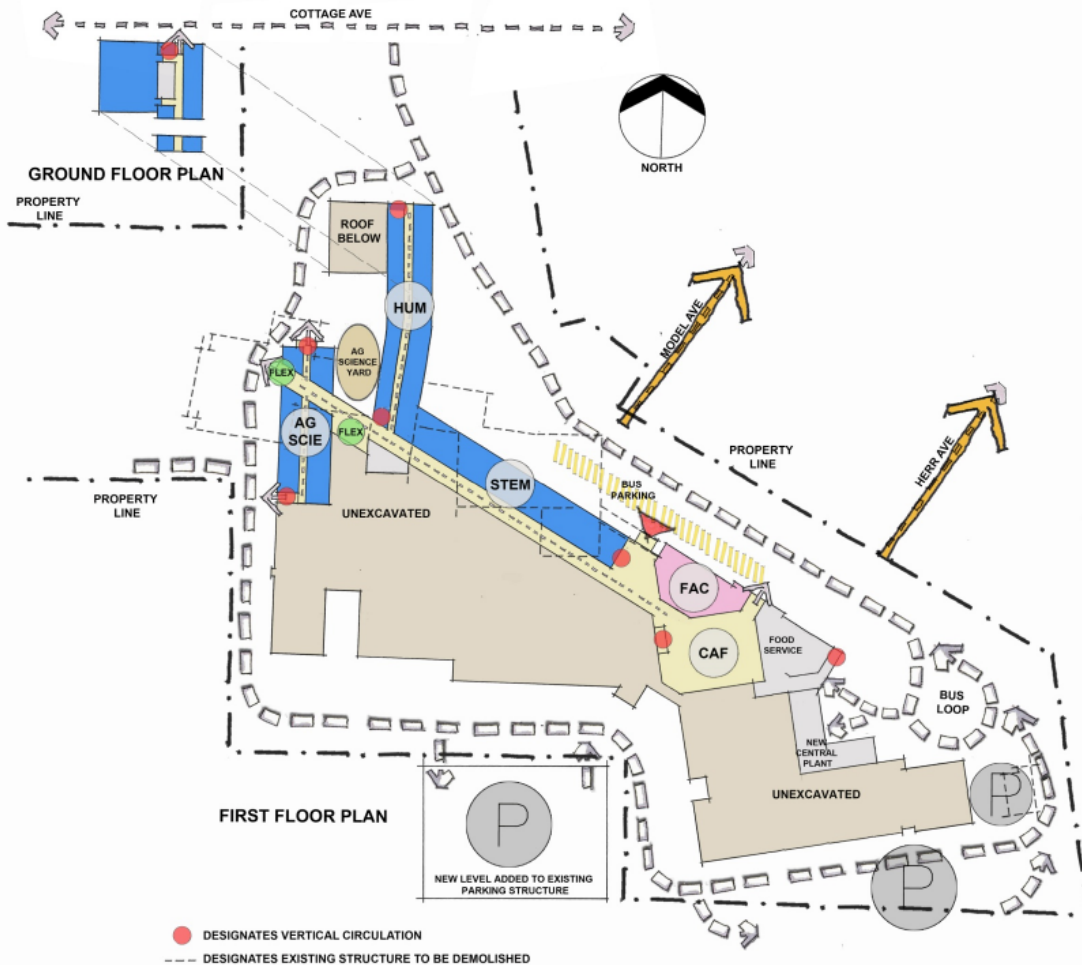 COTTAGE AVE
NORTH
GROUND FLOOR PLAN
PROPERTY
LINE
ROOF
BELOW
HUM
MODEL AVE
AG
SCIENCE
YARD
FLEX
AG
SCIE
FLEX
HERR AVE
PROPERTY
LINE
PROPERTY
LINE
STEM
BUS
PARKING
UNEXCAVATED
FAC
CAF
FOOD
SERVICE
BUS
LOOP
NEW
CENTRAL
PLANT
UNEXCAVATED
FIRST FLOOR PLAN
P
P
P
NEW LEVEL ADDED TO EXISTING
PARKING STRUCTURE
DESIGNATES VERTICAL CIRCULATION
DESIGNATES EXISTING STRUCTURE TO BE DEMOLISHED